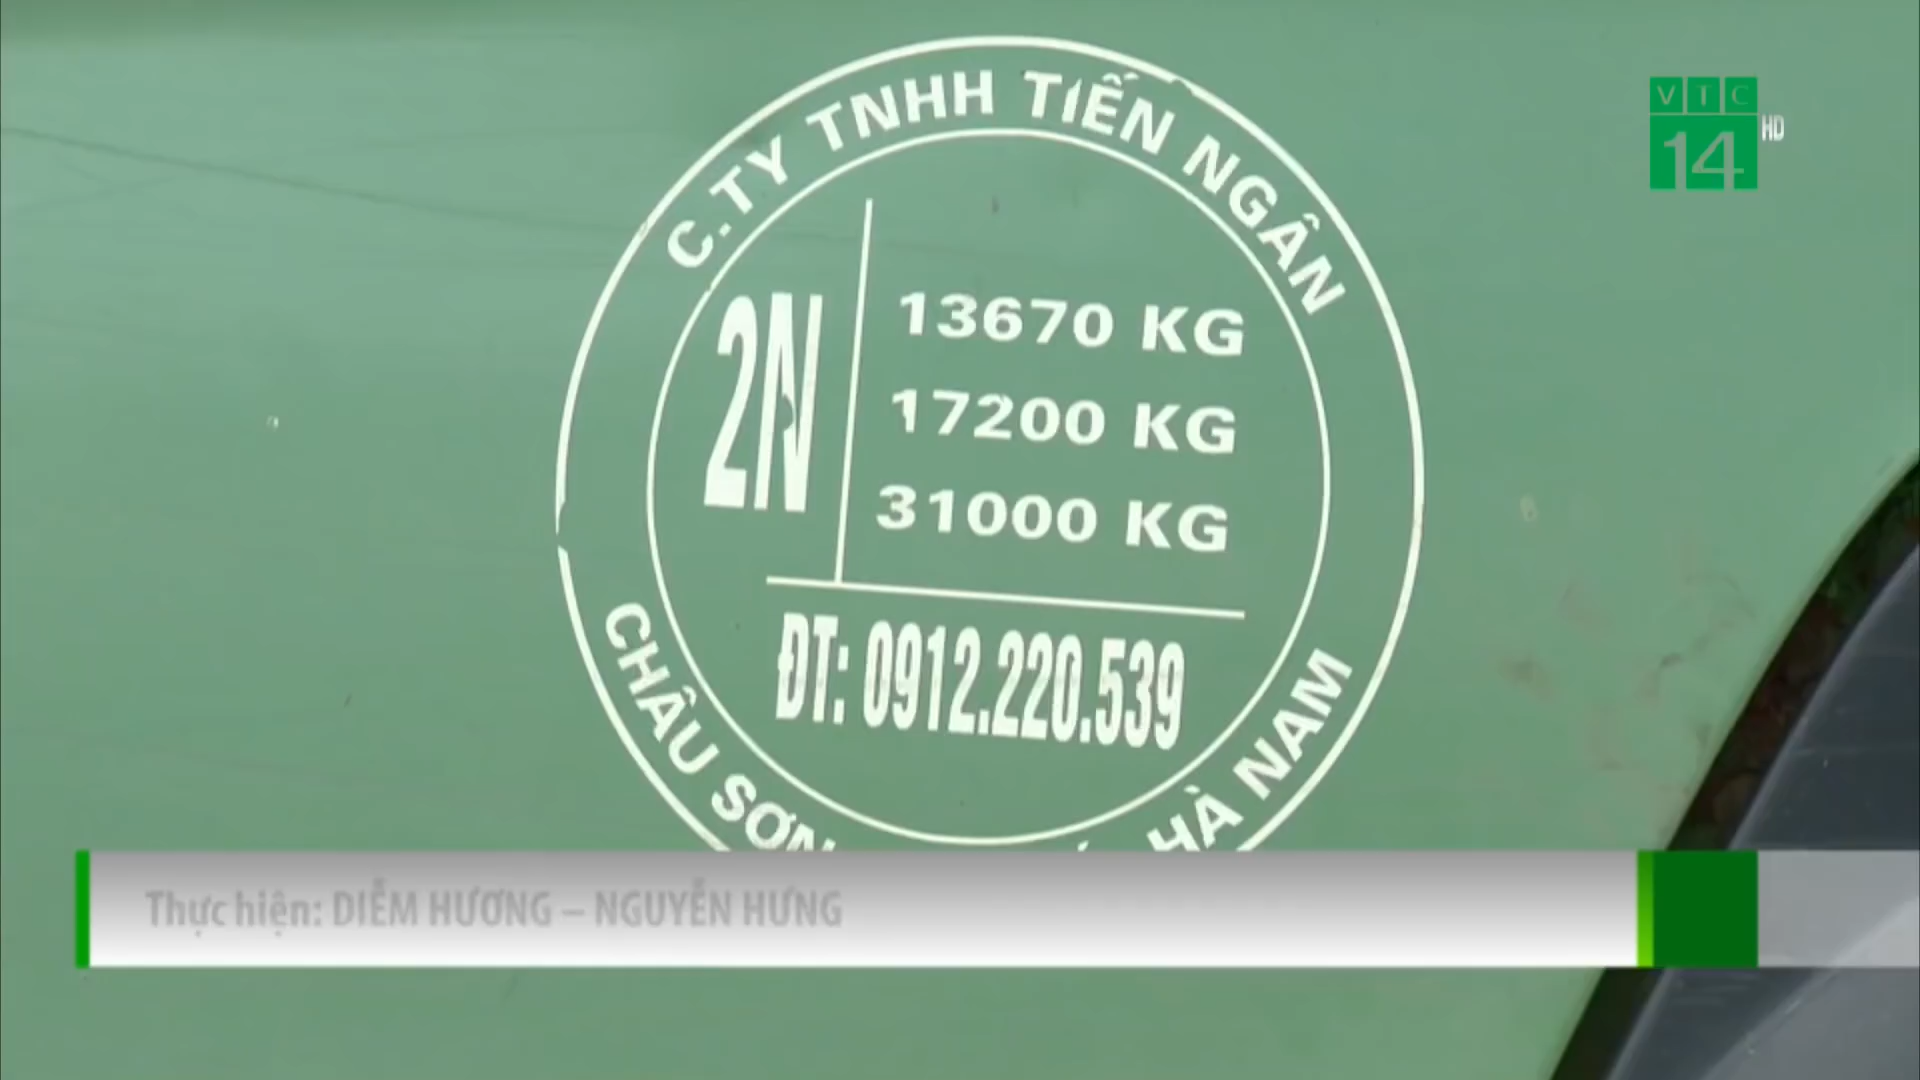 C.TY TNHH TIẾN NGÂN
2N
13670 KG
17200 KG
31000 KG
ĐT: 0912.220.539
CHÂU SƠN
HÀ NAM
VTC
14
HD
Thực hiện: DIỄM HƯƠNG – NGUYỄN HƯNG